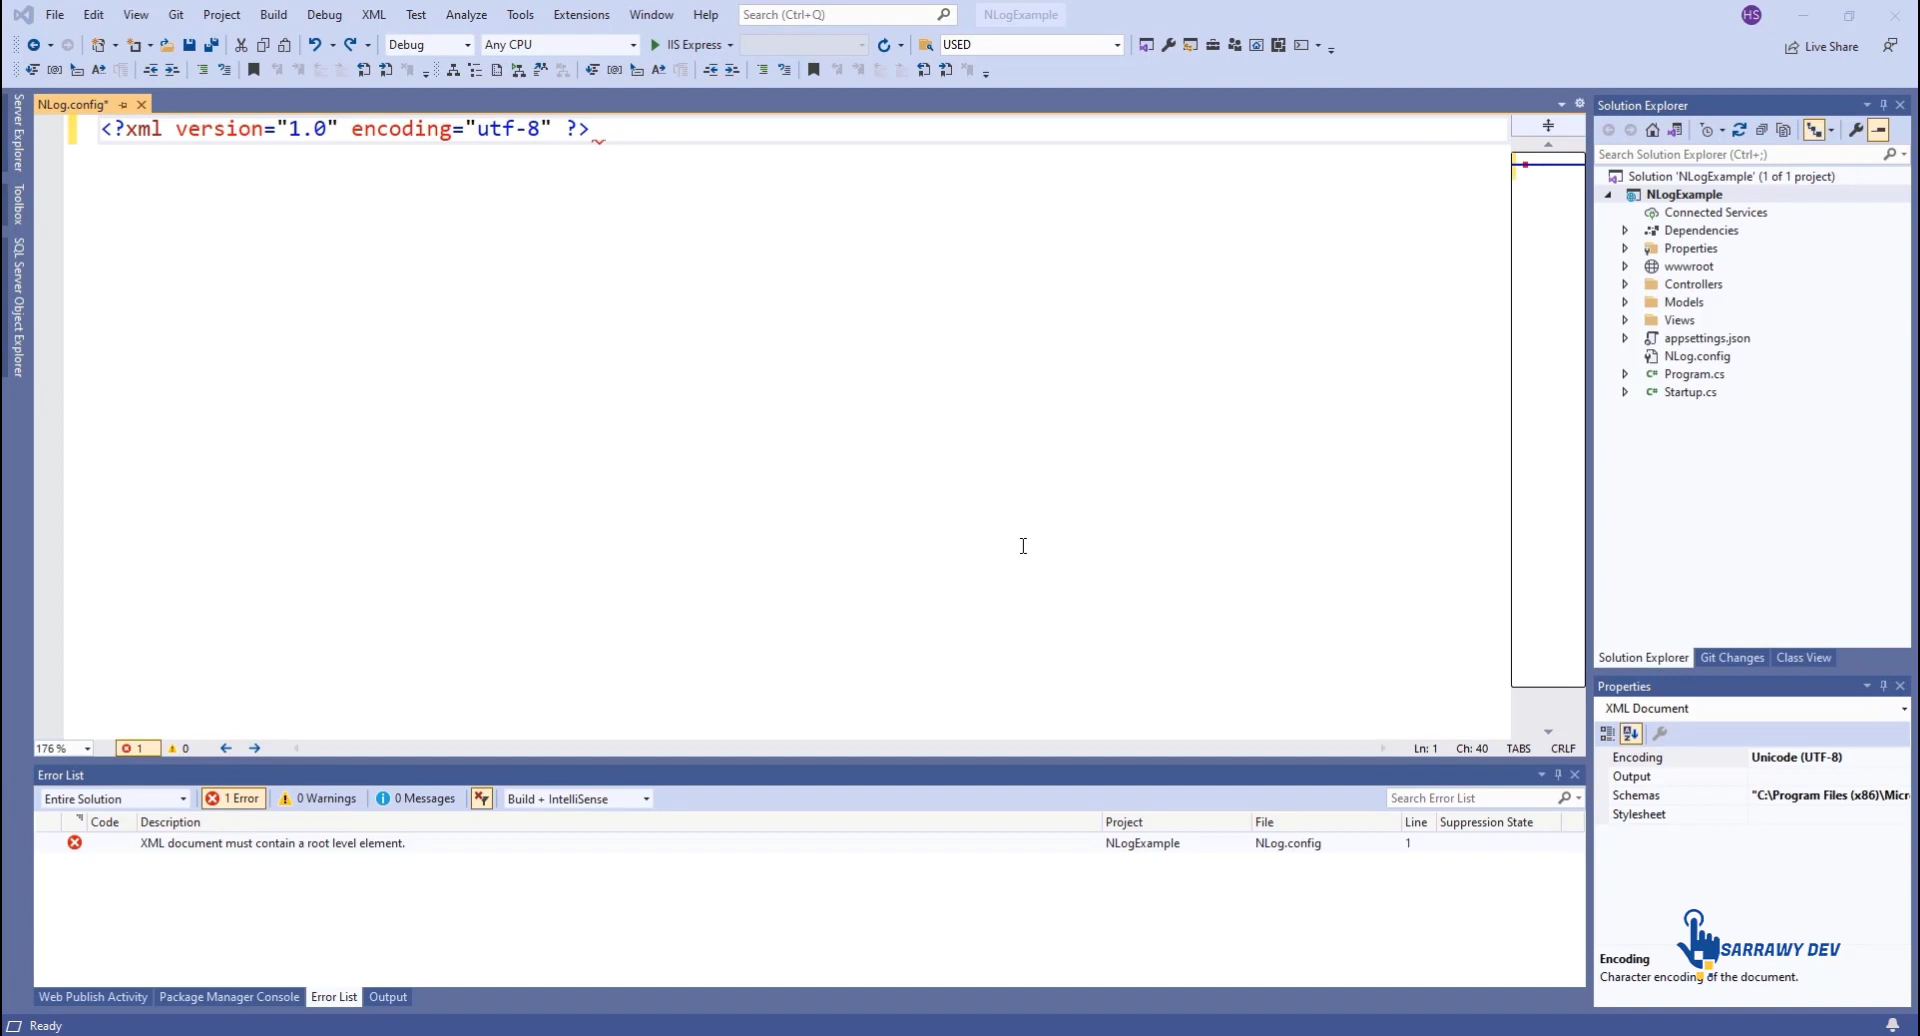 File Edit View Git Project Build Debug XML Test Analyze Tools Extensions Window Help Search (Ctrl+Q) NLogExample HS
Debug Any CPU IIS Express USED Live Share
NLog.config*
<?xml version="1.0" encoding="utf-8" ?>
Server Explorer
Toolbox
SQL Server Object Explorer
176 % 1 0 Ln: 1 Ch: 40 TABS CRLF
Error List
Entire Solution 1 Error 0 Warnings 0 Messages Build + IntelliSense Search Error List
Code Description Project File Line Suppression State
XML document must contain a root level element. NLogExample NLog.config 1
Web Publish Activity Package Manager Console Error List Output
Ready
Solution Explorer
Search Solution Explorer (Ctrl+;)
Solution 'NLogExample' (1 of 1 project)
NLogExample
Connected Services
Dependencies
Properties
wwwroot
Controllers
Models
Views
appsettings.json
NLog.config
C# Program.cs
C# Startup.cs
Solution Explorer Git Changes Class View
Properties
XML Document
Encoding Unicode (UTF-8)
Output
Schemas "C:\Program Files (x86)\Micr
Stylesheet
SARRAWY DEV
Encoding
Character encoding of the document.